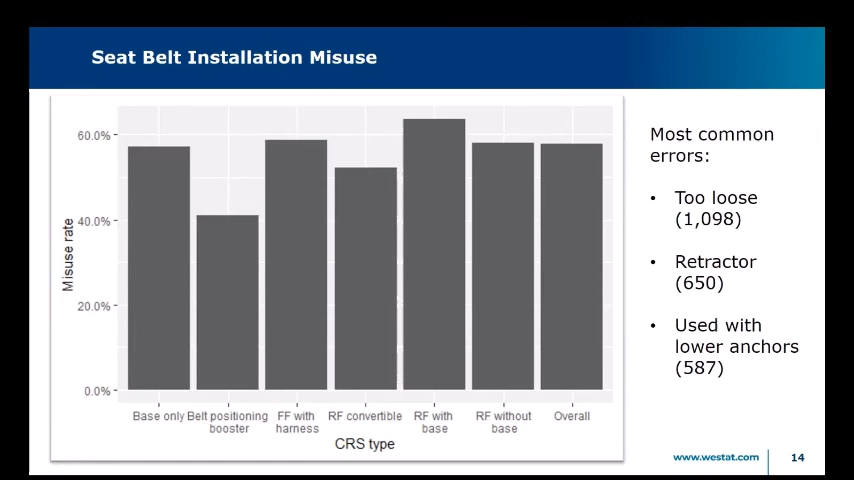 Seat Belt Installation Misuse
60.0%
40.0%
20.0%
0.0%
Misuse rate
Base only
Belt positioning
booster
FF with
harness
RF convertible
RF with
base
RF without
base
Overall
CRS type
Most common
errors:
• Too loose
(1,098)
• Retractor
(650)
• Used with
lower anchors
(587)
www.westat.com
14